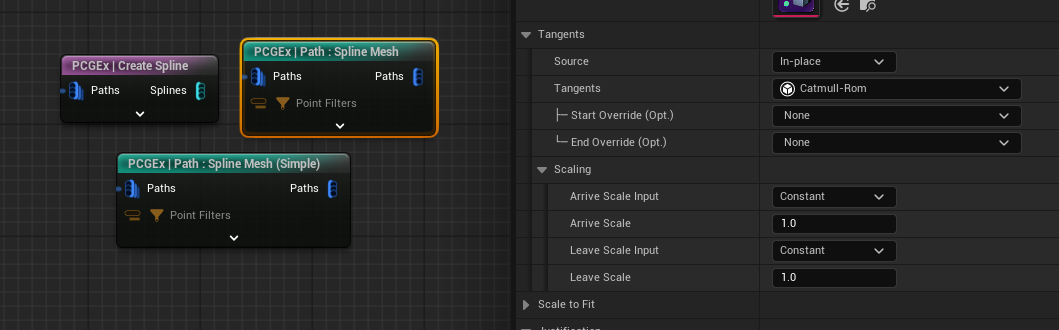 PCGEx | Create Spline
Paths Splines
PCGEx | Path : Spline Mesh
Paths Paths
Point Filters
PCGEx | Path : Spline Mesh (Simple)
Paths Paths
Point Filters
Tangents
Source In-place
Tangents Catmull-Rom
Start Override (Opt.) None
End Override (Opt.) None
Scaling
Arrive Scale Input Constant
Arrive Scale 1.0
Leave Scale Input Constant
Leave Scale 1.0
Scale to Fit